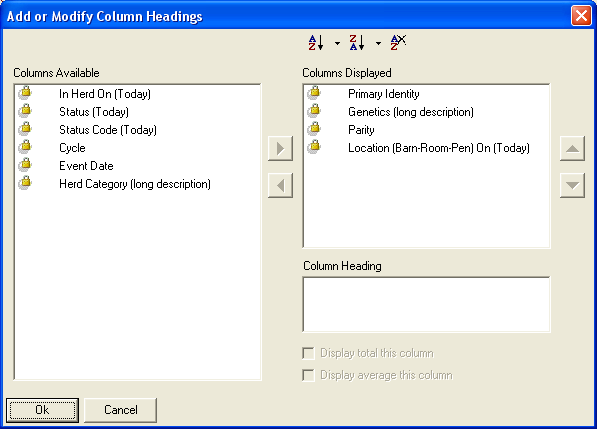 Add or Modify Column Headings
Columns Available
In Herd On (Today)
Status (Today)
Status Code (Today)
Cycle
Event Date
Herd Category (long description)
Columns Displayed
Primary Identity
Genetics (long description)
Parity
Location (Barn-Room-Pen) On (Today)
Column Heading
Display total this column
Display average this column
Ok
Cancel